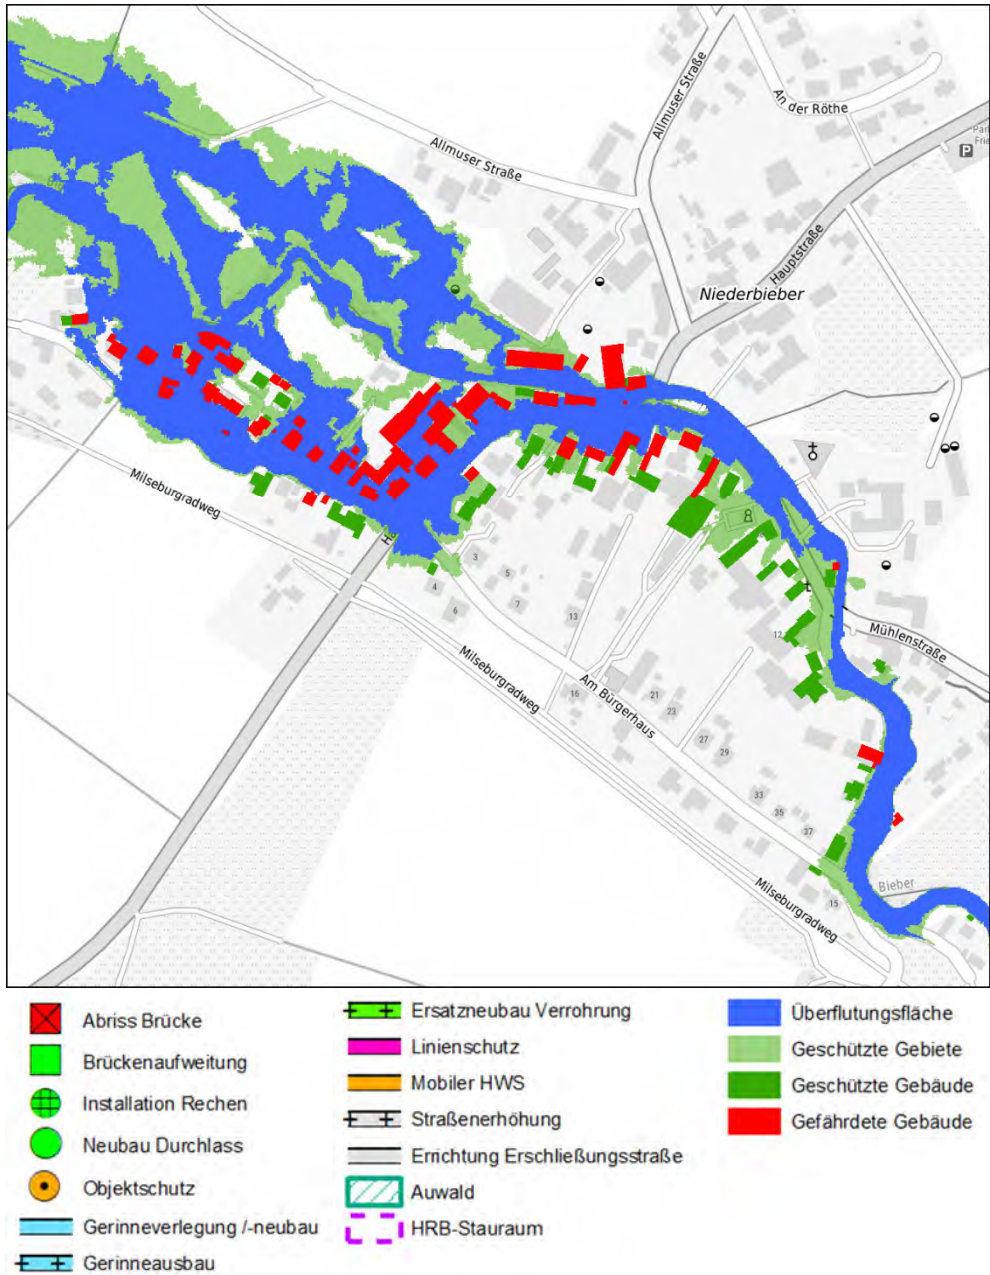 Allmuser Straße
An der Röthe
Allmuser Straße
P
Hauptstraße
Niederbieber
Milseburgradweg
3
5
4
7
6
13
12
Mühlenstraße
Milseburgradweg
Am Bürgerhaus
16
21
23
27
29
33
35
37
Bieber
15
Milseburgradweg
Abriss Brücke
Brückenaufweitung
Installation Rechen
Neubau Durchlass
Objektschutz
Gerinneverlegung /-neubau
Gerinneausbau
Ersatzneubau Verrohrung
Linienschutz
Mobiler HWS
Straßenerhöhung
Errichtung Erschließungsstraße
Auwald
HRB-Stauraum
Überflutungsfläche
Geschützte Gebiete
Geschützte Gebäude
Gefährdete Gebäude